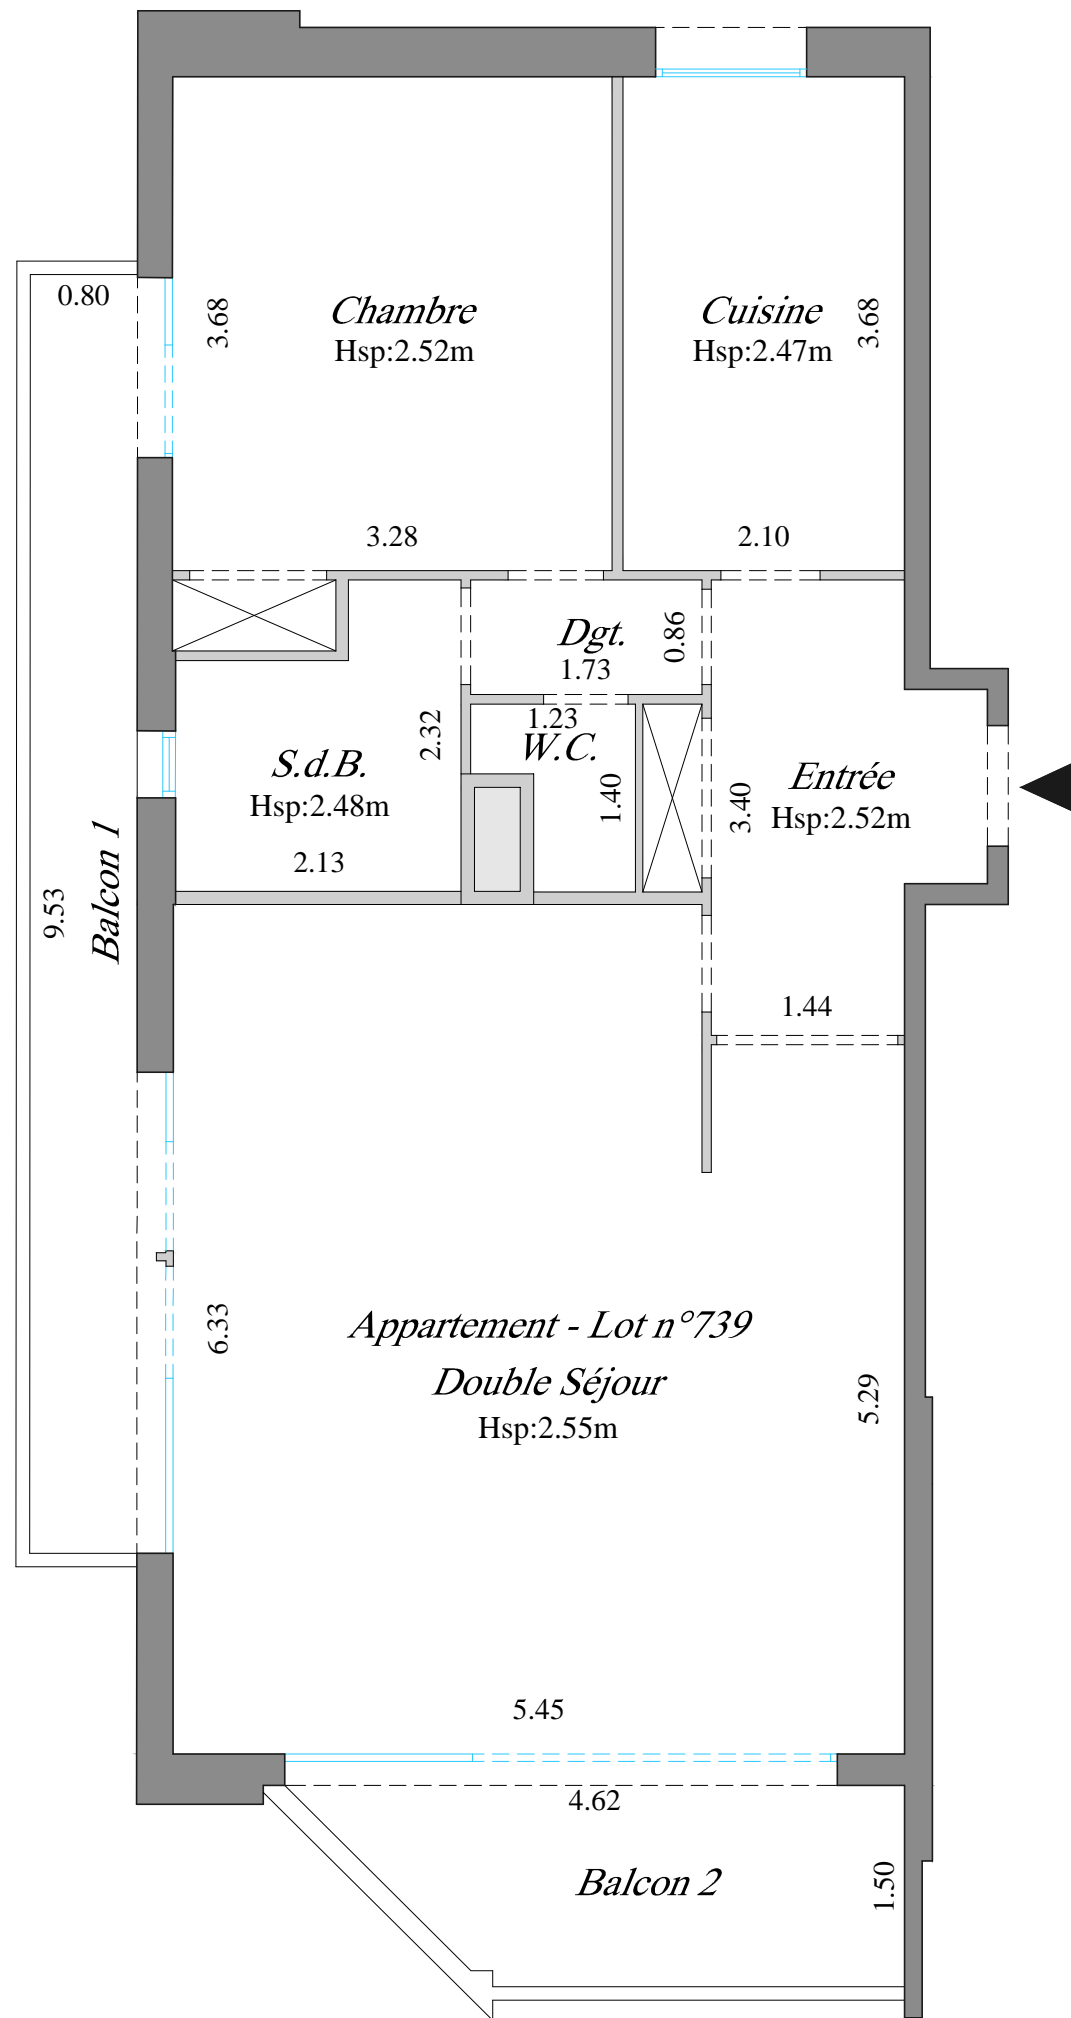 0.80
3.68
Chambre
Hsp:2.52m
Cuisine
Hsp:2.47m
3.68
3.28
2.10
Dgt.
1.73
0.86
2.32
1.23
W.C.
1.40
S.d.B.
Hsp:2.48m
2.13
3.40
Entrée
Hsp:2.52m
9.53
Balcon 1
1.44
6.33
Appartement - Lot n°739
Double Séjour
Hsp:2.55m
5.29
5.45
4.62
Balcon 2
1.50